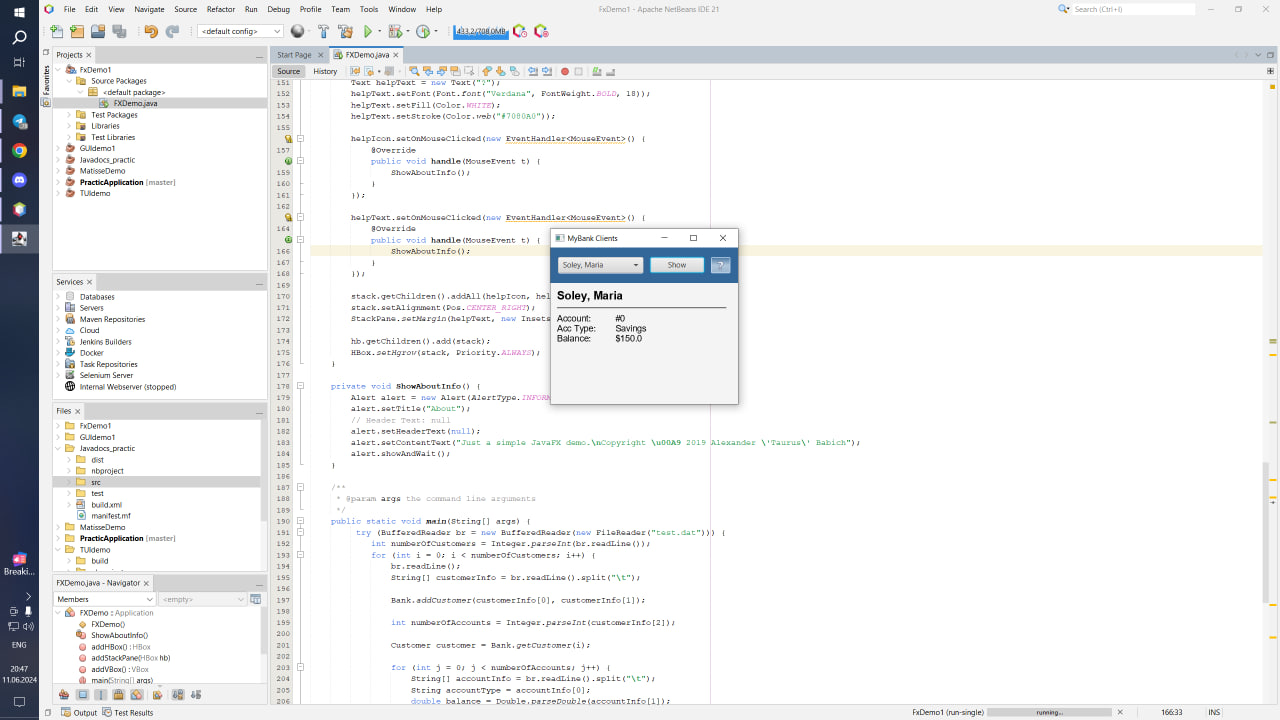 File Edit View Navigate Source Refactor Run Debug Profile Team Tools Window Help
FxDemo1 - Apache NetBeans IDE 21
Search (Ctrl+I)
<default config>
433.2/708.0MB
Projects
Favorites
FxDemo1
Source Packages
<default package>
FXDemo.java
Test Packages
Libraries
Test Libraries
GUIdemo1
Javadocs_practic
MatisseDemo
PracticApplication [master]
TUIdemo
Services
Databases
Servers
Maven Repositories
Cloud
Jenkins Builders
Docker
Task Repositories
Selenium Server
Internal Webserver (stopped)
Files
FxDemo1
GUIdemo1
Javadocs_practic
dist
nbproject
src
test
build.xml
manifest.mf
MatisseDemo
PracticApplication [master]
TUIdemo
build
FXDemo.java - Navigator
Members
<empty>
FXDemo :: Application
FXDemo()
ShowAboutInfo()
addHBox() : HBox
addStackPane(HBox hb)
addVBox() : VBox
main(String[] args)
Output
Test Results
Start Page
FXDemo.java
Source History
151 Text helpText = new Text("?");
152 helpText.setFont(Font.font("Verdana", FontWeight.BOLD, 18));
153 helpText.setFill(Color.WHITE);
154 helpText.setStroke(Color.web("#7080A0"));
155
helpIcon.setOnMouseClicked(new EventHandler<MouseEvent>() {
157 @Override
public void handle(MouseEvent t) {
159 ShowAboutInfo();
160 }
161 });
162
helpText.setOnMouseClicked(new EventHandler<MouseEvent>() {
164 @Override
public void handle(MouseEvent t) {
166 ShowAboutInfo();
167 }
168 });
169
170 stack.getChildren().addAll(helpIcon, hel
171 stack.setAlignment(Pos.CENTER_RIGHT);
172 StackPane.setMargin(helpText, new Insets
173
174 hb.getChildren().add(stack);
175 HBox.setHgrow(stack, Priority.ALWAYS);
176 }
177
178 private void ShowAboutInfo() {
179 Alert alert = new Alert(AlertType.INFORM
180 alert.setTitle("About");
181 // Header Text: null
182 alert.setHeaderText(null);
183 alert.setContentText("Just a simple JavaFX demo.\nCopyright \u00A9 2019 Alexander \'Taurus\' Babich");
184 alert.showAndWait();
185 }
186
187 /**
188 * @param args the command line arguments
189 */
190 public static void main(String[] args) {
191 try (BufferedReader br = new BufferedReader(new FileReader("test.dat"))) {
192 int numberOfCustomers = Integer.parseInt(br.readLine());
193 for (int i = 0; i < numberOfCustomers; i++) {
194 br.readLine();
195 String[] customerInfo = br.readLine().split("\t");
196
197 Bank.addCustomer(customerInfo[0], customerInfo[1]);
198
199 int numberOfAccounts = Integer.parseInt(customerInfo[2]);
200
201 Customer customer = Bank.getCustomer(i);
202
203 for (int j = 0; j < numberOfAccounts; j++) {
204 String[] accountInfo = br.readLine().split("\t");
205 String accountType = accountInfo[0];
206 double balance = Double.parseDouble(accountInfo[1]);
MyBank Clients
Soley, Maria
Show
?
Soley, Maria
Account: #0
Acc Type: Savings
Balance: $150.0
FxDemo1 (run-single)
running...
166:33
INS
Breaki...
ENG
20:47
11.06.2024